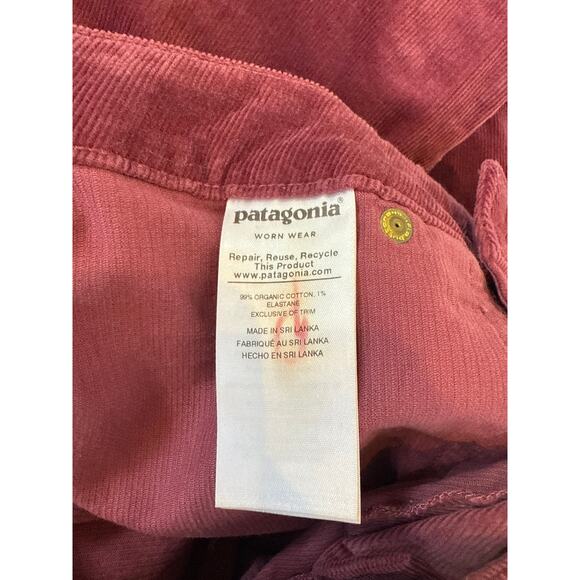 patagonia®
WORN WEAR
Repair, Reuse, Recycle
This Product
www.patagonia.com
99% ORGANIC COTTON, 1%
ELASTANE
EXCLUSIVE OF TRIM
MADE IN SRI LANKA
FABRIQUÉ AU SRI LANKA
HECHO EN SRI LANKA